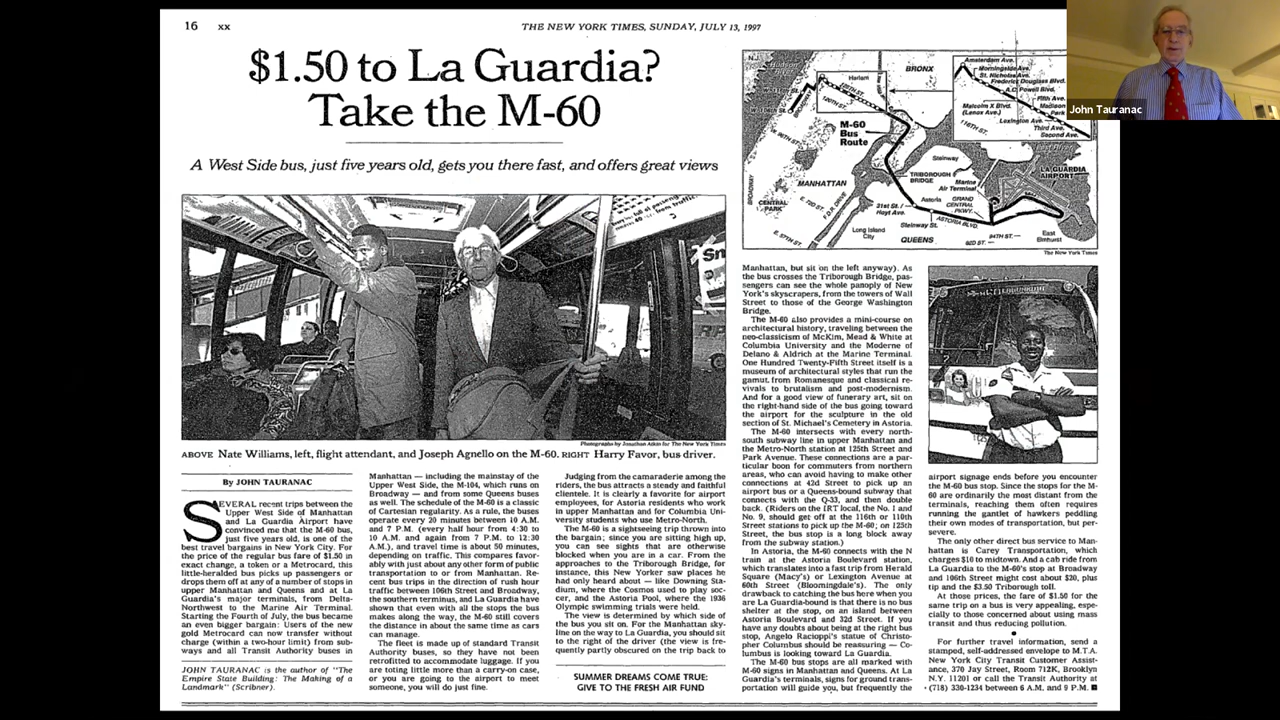 16 xx
THE NEW YORK TIMES, SUNDAY, JULY 13, 1997
$1.50 to La Guardia?
Take the M-60
A West Side bus, just five years old, gets you there fast, and offers great views
Photographs by Jonathan Atkin for The New York Times
ABOVE Nate Williams, left, flight attendant, and Joseph Agnello on the M-60. RIGHT Harry Favor, bus driver.
By JOHN TAURANAC
SEVERAL recent trips between the
Upper West Side of Manhattan
and La Guardia Airport have
convinced me that the M-60 bus,
just five years old, is one of the
best travel bargains in New York City. For
the price of the regular bus fare of $1.50 in
exact change, a token or a Metrocard, this
little-heralded bus picks up passengers or
drops them off at any of a number of stops in
upper Manhattan and Queens and at La
Guardia's major terminals, from Delta-
Northwest to the Marine Air Terminal.
Starting the Fourth of July, the bus became
an even bigger bargain: Users of the new
gold Metrocard can now transfer without
charge (within a two-hour limit) from sub-
ways and all Transit Authority buses in
JOHN TAURANAC is the author of "The
Empire State Building: The Making of a
Landmark" (Scribner).
Manhattan — including the mainstay of the
Upper West Side, the M-104, which runs on
Broadway — and from some Queens buses
as well. The schedule of the M-60 is a classic
of Cartesian regularity. As a rule, the buses
operate every 20 minutes between 10 A.M.
and 7 P.M. (every half hour from 4:30 to
10 A.M. and again from 7 P.M. to 12:30
A.M.), and travel time is about 50 minutes,
depending on traffic. This compares favor-
ably with just about any other form of public
transportation to or from Manhattan. Re-
cent bus trips in the direction of rush hour
traffic between 106th Street and Broadway,
the southern terminus, and La Guardia have
shown that even with all the stops the bus
makes along the way, the M-60 still covers
the distance in about the same time as cars
can manage.
The fleet is made up of standard Transit
Authority buses, so they have not been
retrofitted to accommodate luggage. If you
are toting little more than a carry-on case,
or you are going to the airport to meet
someone, you will do just fine.
Judging from the camaraderie among the
riders, the bus attracts a steady and faithful
clientele. It is clearly a favorite for airport
employees, for Astoria residents who work
in upper Manhattan and for Columbia Uni-
versity students who use Metro-North.
The M-60 is a sightseeing trip thrown into
the bargain; since you are sitting high up,
you can see sights that are otherwise
blocked when you are in a car. From the
approaches to the Triborough Bridge, for
instance, this New Yorker saw places he
had only heard about — like Downing Sta-
dium, where the Cosmos used to play soc-
cer, and the Astoria Pool, where the 1936
Olympic swimming trials were held.
The view is determined by which side of
the bus you sit on. For the Manhattan sky-
line on the way to La Guardia, you should sit
to the right of the driver (the view is fre-
quently partly obscured on the trip back to
SUMMER DREAMS COME TRUE:
GIVE TO THE FRESH AIR FUND
N.J.
Hudson River
BRONX
Harlem
125TH ST.
M-60
Bus
Route
MANHATTAN
BROADWAY
CENTRAL
PARK
E. 72D ST.
F.D.R. DRIVE
E. 57TH ST.
Long Island
City
QUEENS
TRIBOROUGH
BRIDGE
Steinway
Marine
Air Terminal
LA GUARDIA
AIRPORT
Astoria
GRAND
CENTRAL
PKWY.
31st St. /
Hoyt Ave.
Steinway St.
ASTORIA BLVD.
94TH ST.
82D ST.
East
Elmhurst
Amsterdam Ave.
Morningside Ave.
St. Nicholas Ave.
Frederick Douglass Blvd.
A.C. Powell Blvd.
Malcolm X Blvd.
(Lenox Ave.)
Fifth Ave.
Madison
Park
Lexington Ave.
Third Ave.
Second Ave.
116TH ST.
The New York Times
Manhattan, but sit on the left anyway). As
the bus crosses the Triborough Bridge, pas-
sengers can see the whole panoply of New
York's skyscrapers, from the towers of Wall
Street to those of the George Washington
Bridge.
The M-60 also provides a mini-course on
architectural history, traveling between the
neo-classicism of McKim, Mead & White at
Columbia University and the Moderne of
Delano & Aldrich at the Marine Terminal.
One Hundred Twenty-Fifth Street itself is a
museum of architectural styles that run the
gamut, from Romanesque and classical re-
vivals to brutalism and post-modernism.
And for a good view of funerary art, sit on
the right-hand side of the bus going toward
the airport for the sculpture in the old
section of St. Michael's Cemetery in Astoria.
The M-60 intersects with every north-
south subway line in upper Manhattan and
the Metro-North station at 125th Street and
Park Avenue. These connections are a par-
ticular boon for commuters from northern
areas, who can avoid having to make other
connections at 42d Street to pick up an
airport bus or a Queens-bound subway that
connects with the Q-33, and then double
back. (Riders on the IRT local, the No. 1 and
No. 9, should get off at the 116th or 110th
Street stations to pick up the M-60; on 125th
Street, the bus stop is a long block away
from the subway station.)
In Astoria, the M-60 connects with the N
train at the Astoria Boulevard station,
which translates into a fast trip from Herald
Square (Macy's) or Lexington Avenue at
60th Street (Bloomingdale's). The only
drawback to catching the bus here when you
are La Guardia-bound is that there is no bus
shelter at the stop, on an island between
Astoria Boulevard and 32d Street. If you
have any doubts about being at the right bus
stop, Angelo Racioppi's statue of Christo-
pher Columbus should be reassuring — Co-
lumbus is looking toward La Guardia.
The M-60 bus stops are all marked with
M-60 signs in Manhattan and Queens. At La
Guardia's terminals, signs for ground trans-
portation will guide you, but frequently the
airport signage ends before you encounter
the M-60 bus stop. Since the stops for the M-
60 are ordinarily the most distant from the
terminals, reaching them often requires
running the gantlet of hawkers peddling
their own modes of transportation, but per-
severe.
The only other direct bus service to Man-
hattan is Carey Transportation, which
charges $10 to midtown. And a cab ride from
La Guardia to the M-60's stop at Broadway
and 106th Street might cost about $20, plus
tip and the $3.50 Triborough toll.
At those prices, the fare of $1.50 for the
same trip on a bus is very appealing, esp-
cially to those concerned about using mass
transit and thus reducing pollution.
For further travel information, send a
stamped, self-addressed envelope to M.T.A.
New York City Transit Customer Assist-
ance, 370 Jay Street, Room 712K, Brooklyn
N.Y. 11201 or call the Transit Authority at
(718) 330-1234 between 6 A.M. and 9 P.M.
John Tauranac